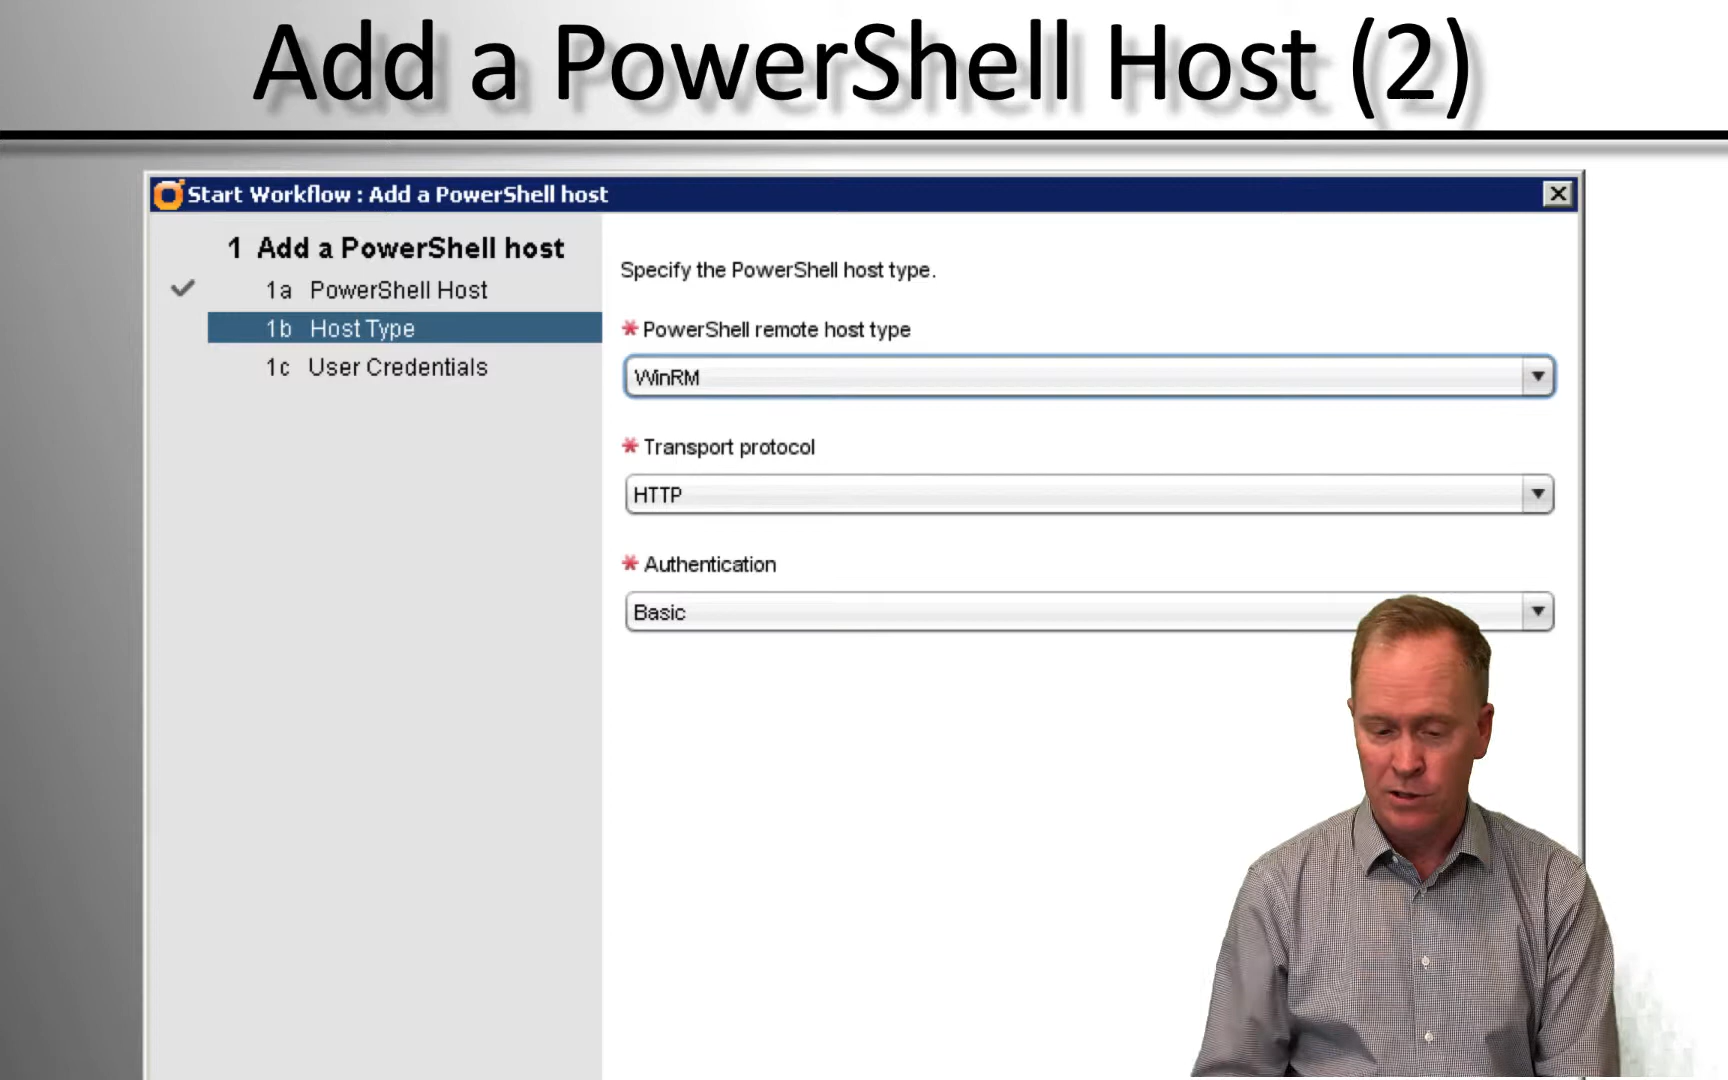 Add a PowerShell Host (2)
Start Workflow : Add a PowerShell host
1 Add a PowerShell host
1a PowerShell Host
1b Host Type
1c User Credentials
Specify the PowerShell host type.
* PowerShell remote host type
WinRM
* Transport protocol
HTTP
* Authentication
Basic